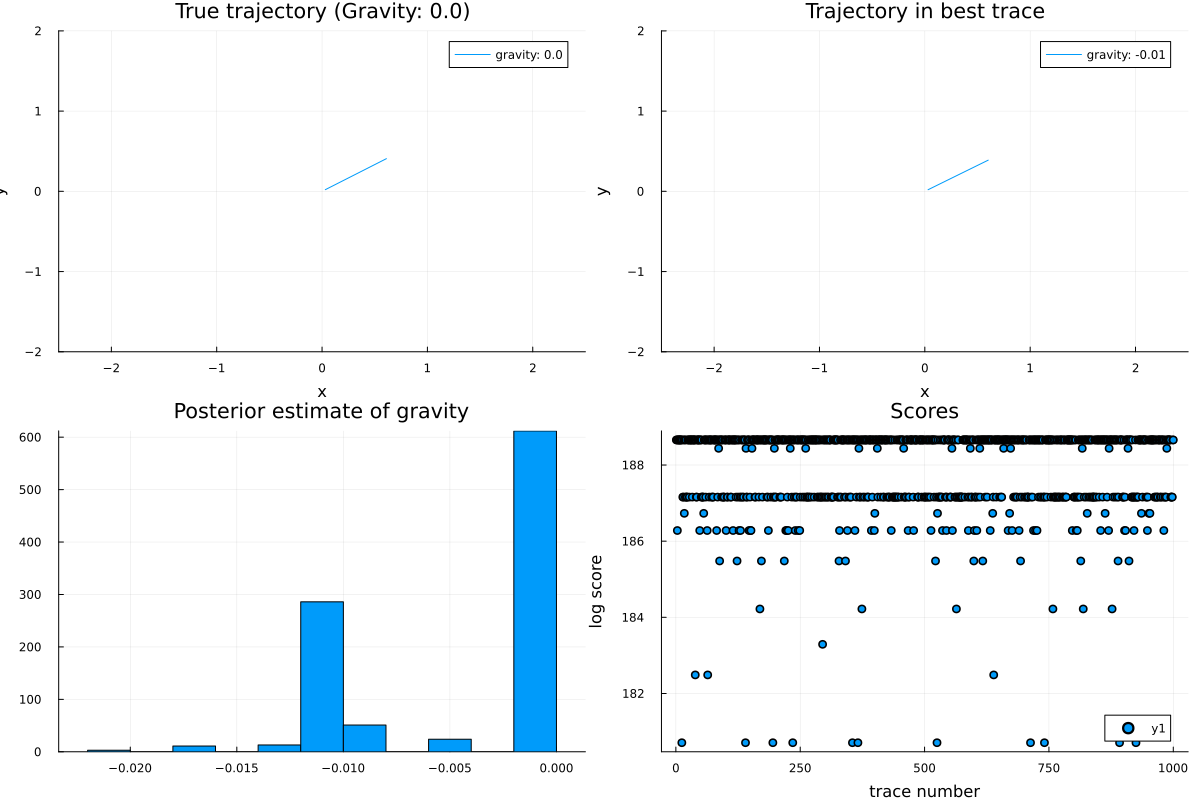 True trajectory (Gravity: 0.0)
2
1
0
−1
−2
y
gravity: 0.0
−2 −1 0 1 2
x
Trajectory in best trace
2
1
0
−1
−2
y
gravity: -0.01
−2 −1 0 1 2
x
Posterior estimate of gravity
600
500
400
300
200
100
0
−0.020 −0.015 −0.010 −0.005 0.000
Scores
188
186
184
182
log score
y1
0 250 500 750 1000
trace number